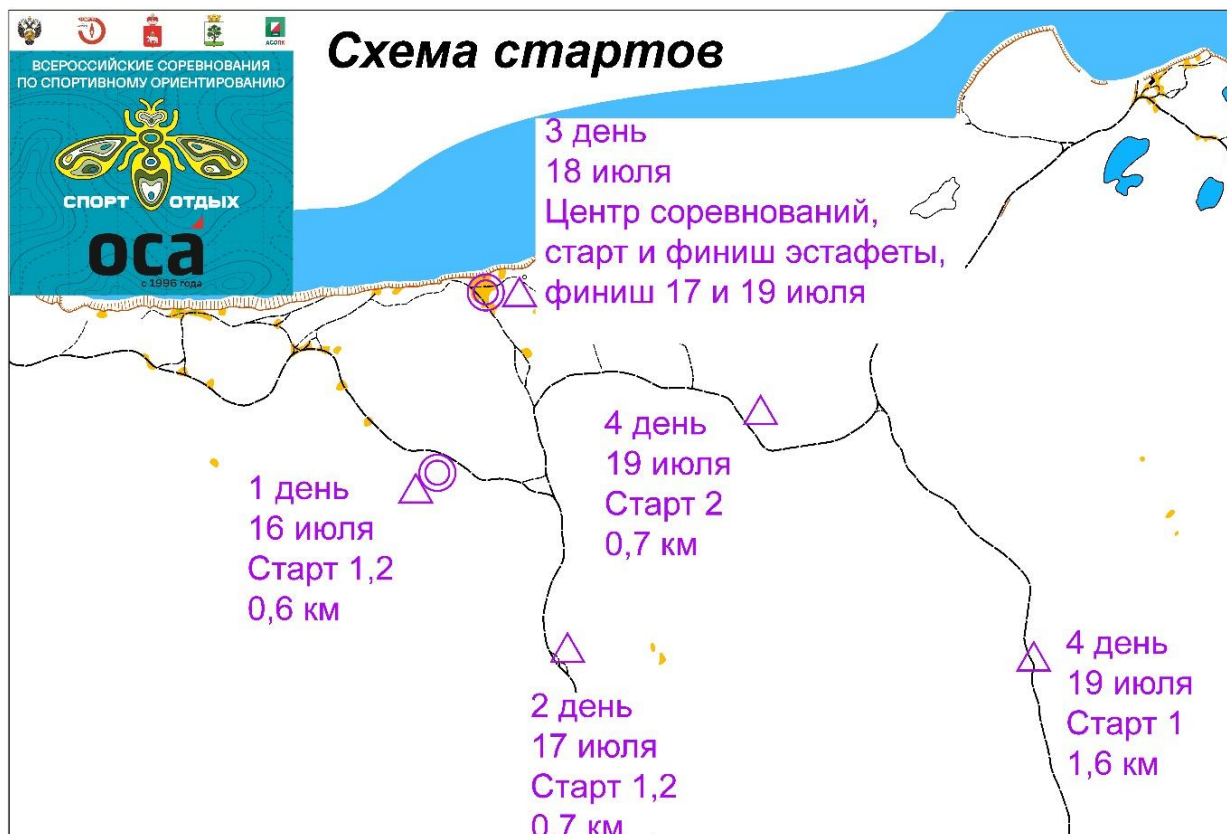 АСОПК
ВСЕРОССИЙСКИЕ СОРЕВНОВАНИЯ
ПО СПОРТИВНОМУ ОРИЕНТИРОВАНИЮ
СПОРТ ОТДЫХ
оса
с 1996 года
Схема стартов
3 день
18 июля
Центр соревнований,
старт и финиш эстафеты,
финиш 17 и 19 июля
4 день
19 июля
Старт 2
0,7 км
1 день
16 июля
Старт 1,2
0,6 км
4 день
19 июля
Старт 1
1,6 км
2 день
17 июля
Старт 1,2
0,7 км